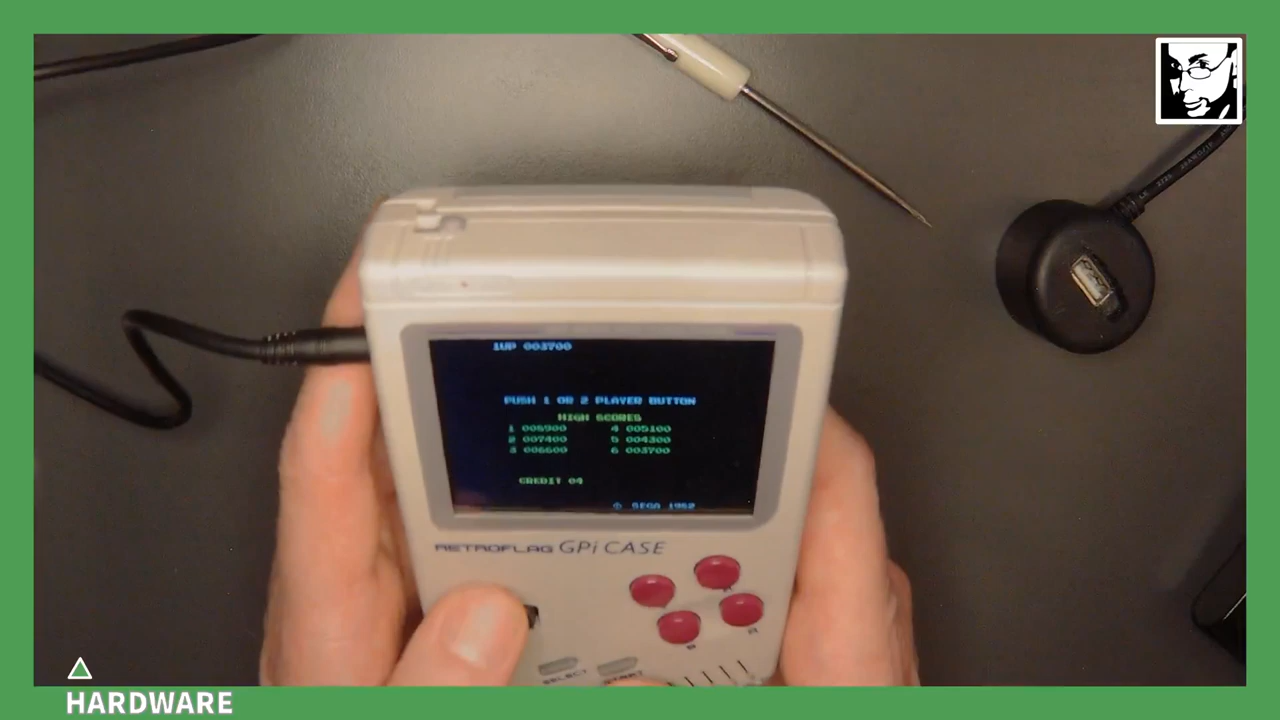 1UP 003700
PUSH 1 OR 2 PLAYER BUTTON
HIGH SCORES
1 008900 4 005100
2 007400 5 004300
3 006600 6 003700
CREDIT 04
© SEGA 1982
RETROFLAG GPi CASE
SELECT START
HARDWARE